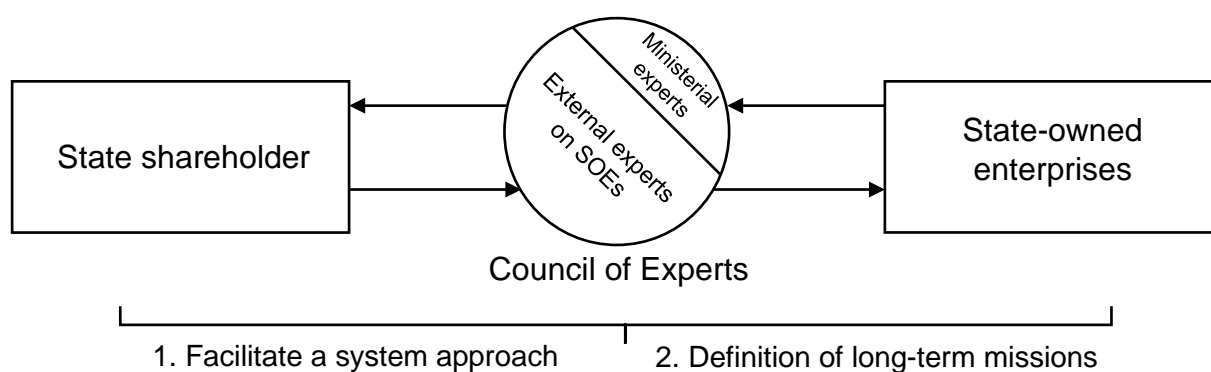 State shareholder
Ministerial
experts
External experts
on SOEs
State-owned
enterprises
Council of Experts
1. Facilitate a system approach
2. Definition of long-term missions